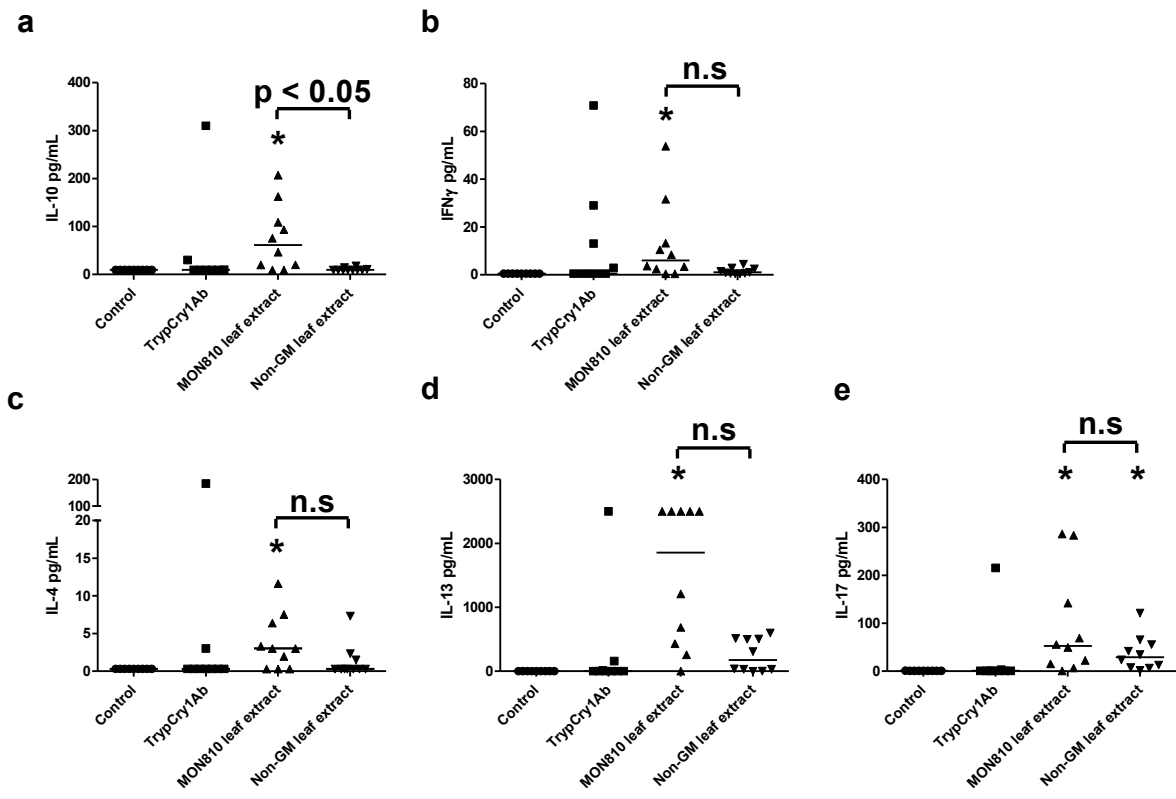 a
p < 0.05
*
IL-10 pg/mL
400
300
200
100
0
Control
TrypCry1Ab
MON810 leaf extract
Non-GM leaf extract
b
n.s
*
IFNγ pg/mL
80
60
40
20
0
Control
TrypCry1Ab
MON810 leaf extract
Non-GM leaf extract
c
n.s
*
IL-4 pg/mL
200
100
20
15
10
5
0
Control
TrypCry1Ab
MON810 leaf extract
Non-GM leaf extract
d
n.s
*
IL-13 pg/mL
3000
2000
1000
0
Control
TrypCry1Ab
MON810 leaf extract
Non-GM leaf extract
e
n.s
* *
IL-17 pg/mL
400
300
200
100
0
Control
TrypCry1Ab
MON810 leaf extract
Non-GM leaf extract